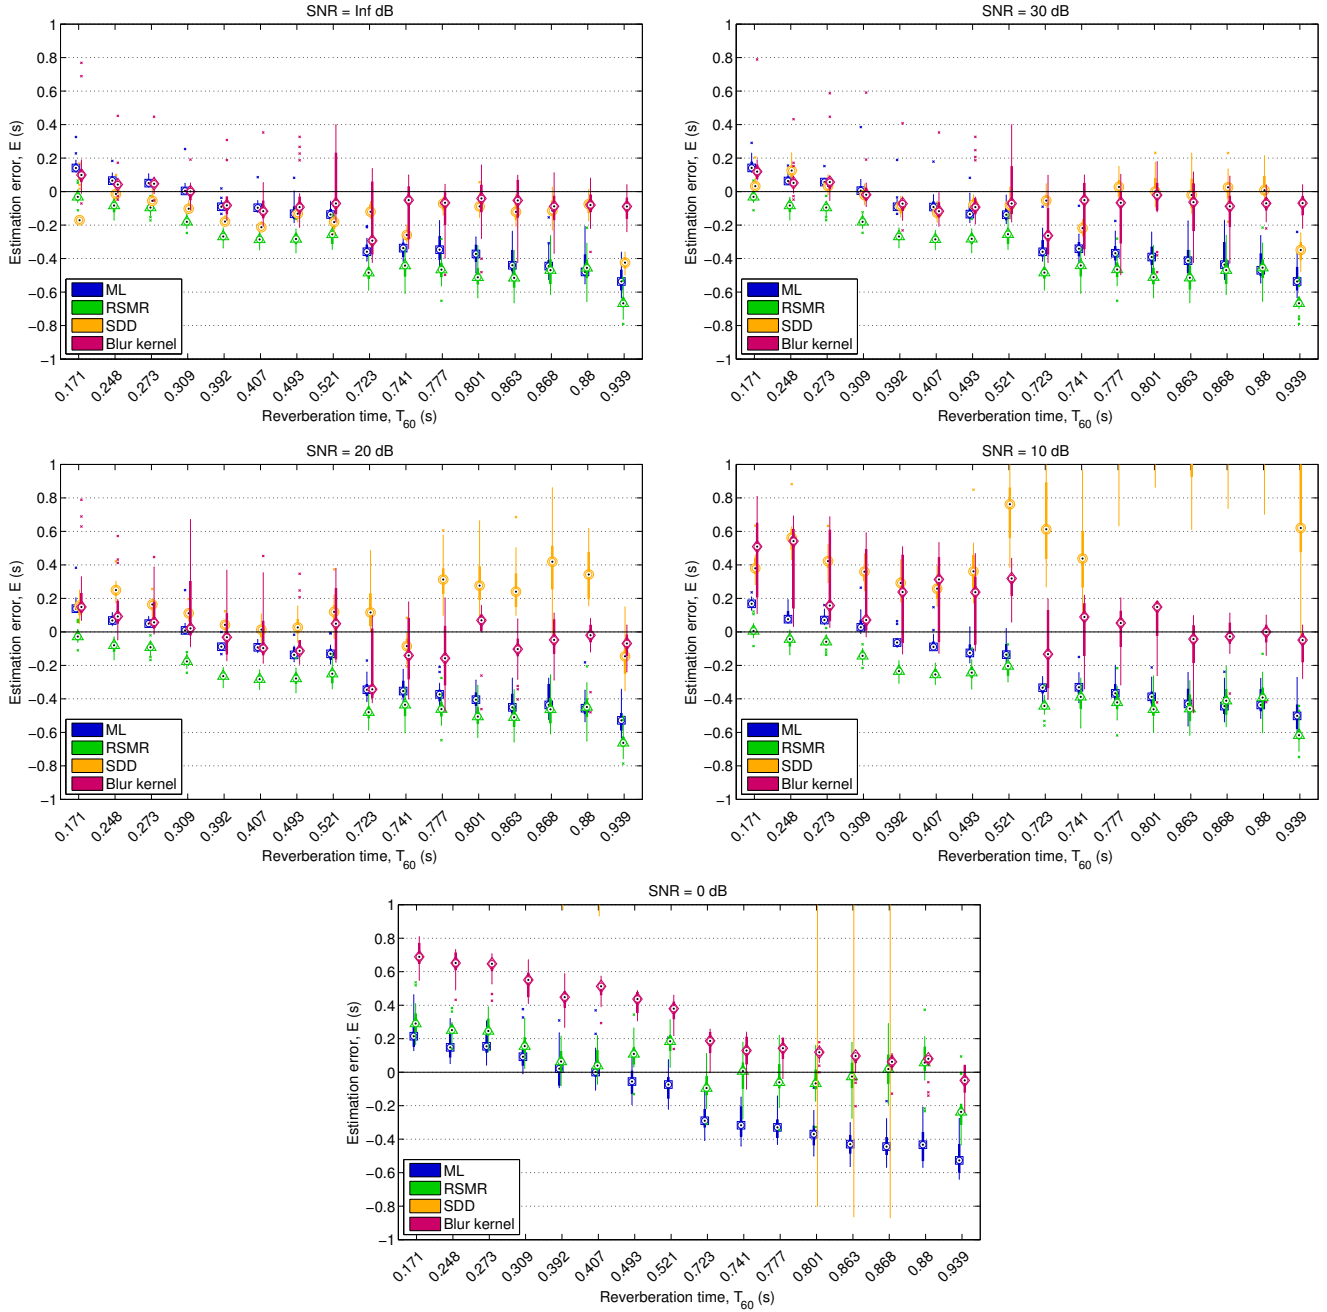 SNR = Inf dB
1
0.8
0.6
0.4
0.2
0
−0.2
−0.4
−0.6
−0.8
−1
Estimation error, E (s)
ML
RSMR
SDD
Blur kernel
0.171 0.248 0.273 0.309 0.392 0.407 0.493 0.521 0.723 0.741 0.777 0.801 0.863 0.868 0.88 0.939
Reverberation time, T60 (s)
SNR = 30 dB
1
0.8
0.6
0.4
0.2
0
−0.2
−0.4
−0.6
−0.8
−1
Estimation error, E (s)
ML
RSMR
SDD
Blur kernel
0.171 0.248 0.273 0.309 0.392 0.407 0.493 0.521 0.723 0.741 0.777 0.801 0.863 0.868 0.88 0.939
Reverberation time, T60 (s)
SNR = 20 dB
1
0.8
0.6
0.4
0.2
0
−0.2
−0.4
−0.6
−0.8
−1
Estimation error, E (s)
ML
RSMR
SDD
Blur kernel
0.171 0.248 0.273 0.309 0.392 0.407 0.493 0.521 0.723 0.741 0.777 0.801 0.863 0.868 0.88 0.939
Reverberation time, T60 (s)
SNR = 10 dB
1
0.8
0.6
0.4
0.2
0
−0.2
−0.4
−0.6
−0.8
−1
Estimation error, E (s)
ML
RSMR
SDD
Blur kernel
0.171 0.248 0.273 0.309 0.392 0.407 0.493 0.521 0.723 0.741 0.777 0.801 0.863 0.868 0.88 0.939
Reverberation time, T60 (s)
SNR = 0 dB
1
0.8
0.6
0.4
0.2
0
−0.2
−0.4
−0.6
−0.8
−1
Estimation error, E (s)
ML
RSMR
SDD
Blur kernel
0.171 0.248 0.273 0.309 0.392 0.407 0.493 0.521 0.723 0.741 0.777 0.801 0.863 0.868 0.88 0.939
Reverberation time, T60 (s)